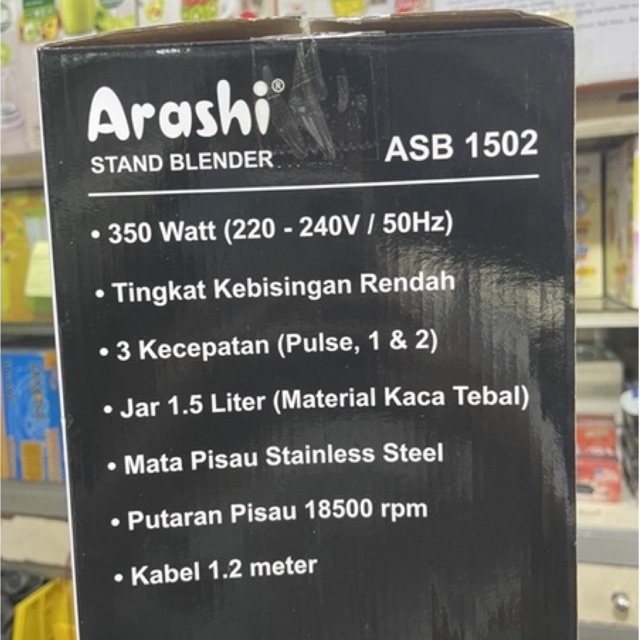 Arashi®
STAND BLENDER
ASB 1502
• 350 Watt (220 - 240V / 50Hz)
• Tingkat Kebisingan Rendah
• 3 Kecepatan (Pulse, 1 & 2)
• Jar 1.5 Liter (Material Kaca Tebal)
• Mata Pisau Stainless Steel
• Putaran Pisau 18500 rpm
• Kabel 1.2 meter